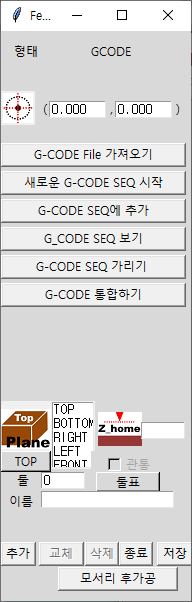 Fe...
형태 GCODE
( 0.000 , 0.000 )
G-CODE File 가져오기
새로운 G-CODE SEQ 시작
G-CODE SEQ에 추가
G_CODE SEQ 보기
G-CODE SEQ 가리기
G-CODE 통합하기
Top
Plane
TOP
BOTTOM
RIGHT
LEFT
FRONT
Z_home
TOP
관통
툴 0 툴표
이름
추가 교체 삭제 종료 저장
모서리 후가공